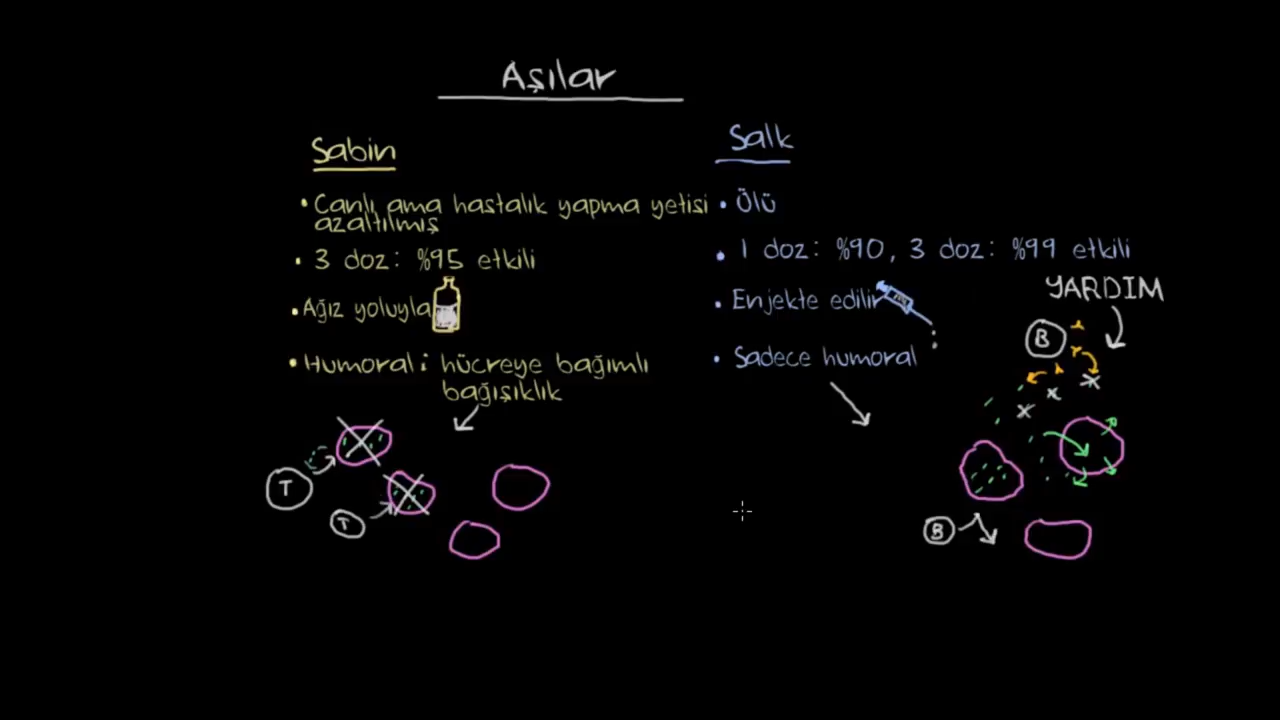 Aşılar
Sabin
• Canlı ama hastalık yapma yetisi
azaltılmış
• 3 doz: %95 etkili
• Ağız yoluyla
• Humoral: hücreye bağımlı
bağışıklık
T
T
Salk
• Ölü
• 1 doz: %90, 3 doz: %99 etkili
• Enjekte edilir
• Sadece humoral
YARDIM
B
B